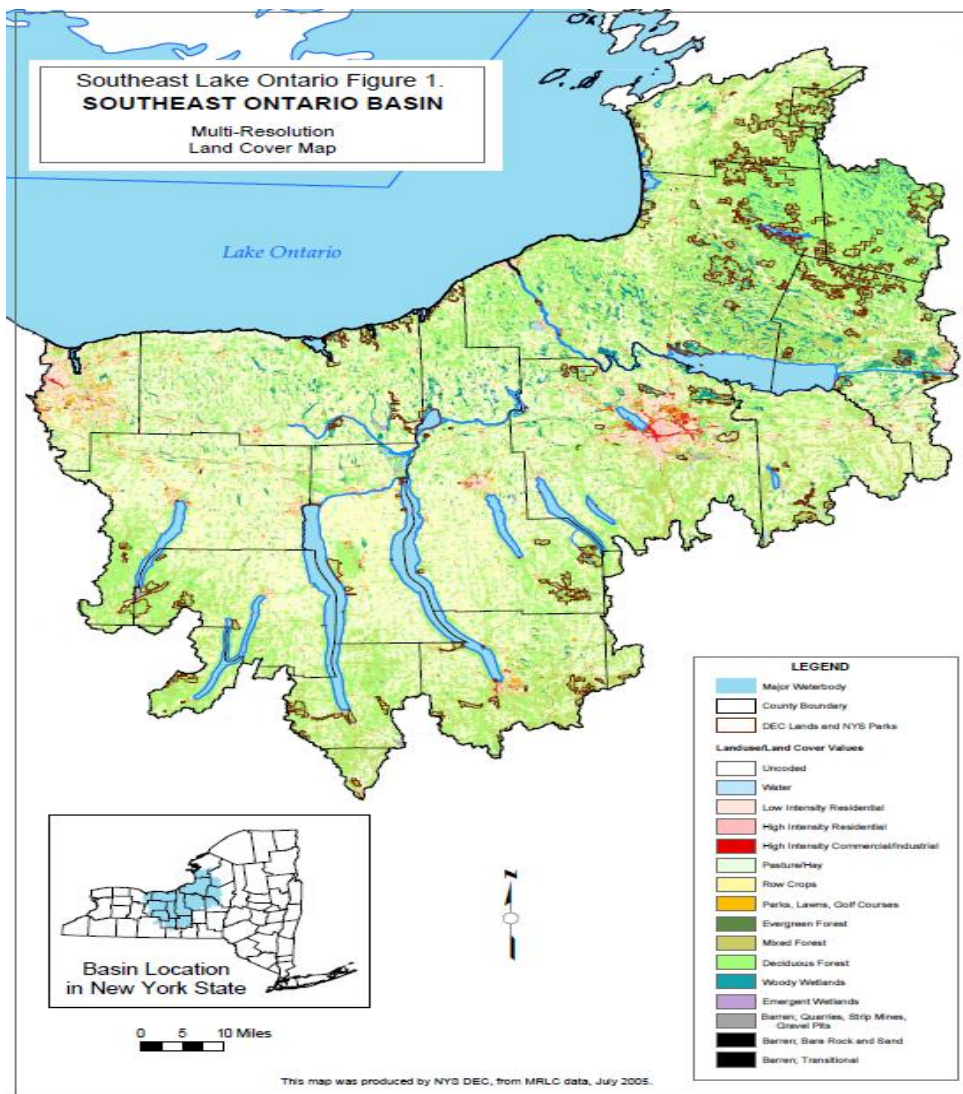 Southeast Lake Ontario Figure 1.
SOUTHEAST ONTARIO BASIN
Multi-Resolution
Land Cover Map
Lake Ontario
LEGEND
Major Waterbody
County Boundary
DEC Lands and NYS Parks
Landuse/Land Cover Values
Uncoded
Water
Low Intensity Residential
High Intensity Residential
High Intensity Commercial/Industrial
Pasture/Hay
Row Crops
Parks, Lawns, Golf Courses
Evergreen Forest
Mixed Forest
Deciduous Forest
Woody Wetlands
Emergent Wetlands
Barren; Quarries, Strip Mines,
Gravel Pits
Barren; Bare Rock and Sand
Barren; Transitional
Basin Location
in New York State
N
0 5 10 Miles
This map was produced by NYS DEC, from MRLC data, July 2005.